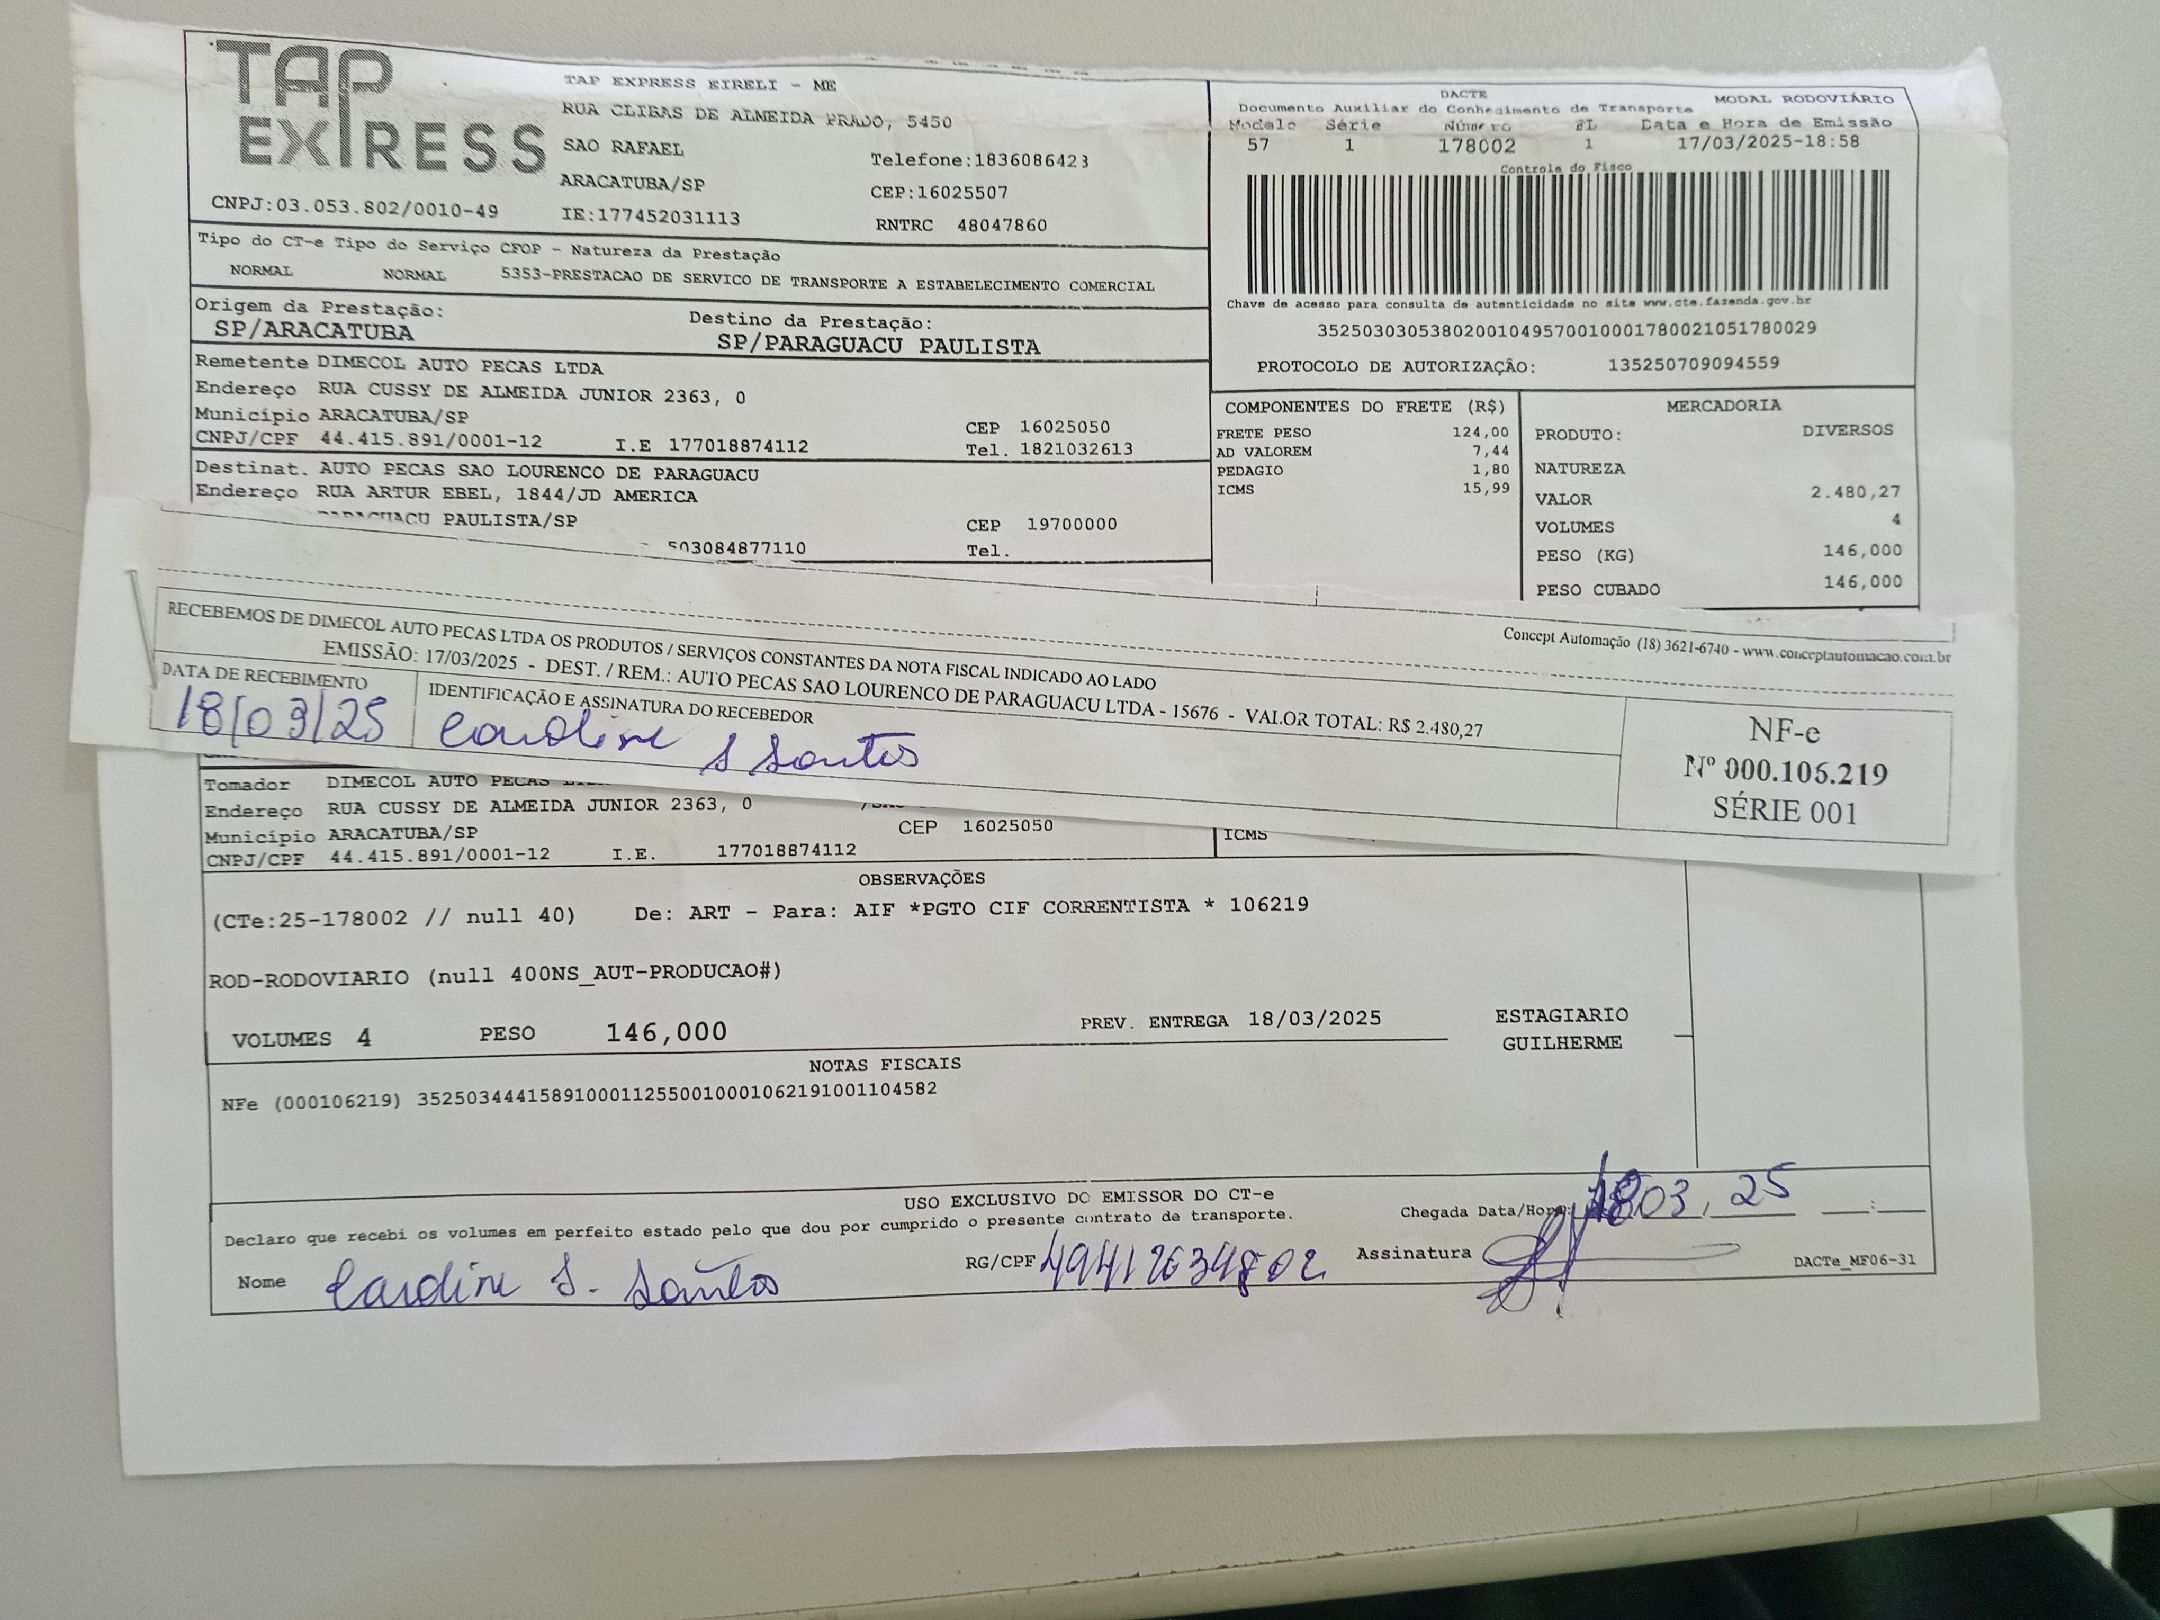 TAP
EXPRESS
TAP EXPRESS EIRELI - ME
RUA CLIBAS DE ALMEIDA PRADO, 5450
SAO RAFAEL
Telefone:1836086423
ARACATUBA/SP
CEP:16025507
CNPJ:03.053.802/0010-49
IE:177452031113
RNTRC 48047860
DACTE
Documento Auxiliar do Conhecimento de Transporte
MODAL RODOVIÁRIO
Modelo Série Número FL Data e Hora de Emissão
57 1 178002 1 17/03/2025-18:58
Controle do Fisco
Chave de acesso para consulta de autenticidade no site www.cte.fazenda.gov.br
35250303053802001049570010001780021051780029
PROTOCOLO DE AUTORIZAÇÃO: 135250709094559
Tipo do CT-e Tipo do Serviço CFOP - Natureza da Prestação
NORMAL NORMAL 5353-PRESTACAO DE SERVICO DE TRANSPORTE A ESTABELECIMENTO COMERCIAL
Origem da Prestação: Destino da Prestação:
SP/ARACATUBA SP/PARAGUACU PAULISTA
Remetente DIMECOL AUTO PECAS LTDA
Endereço RUA CUSSY DE ALMEIDA JUNIOR 2363, 0
Município ARACATUBA/SP CEP 16025050
CNPJ/CPF 44.415.891/0001-12 I.E 177018874112 Tel. 1821032613
Destinat. AUTO PECAS SAO LOURENCO DE PARAGUACU
Endereço RUA ARTUR EBEL, 1844/JD AMERICA
PARAGUACU PAULISTA/SP CEP 19700000
503084877110 Tel.
COMPONENTES DO FRETE (R$)
FRETE PESO 124,00
AD VALOREM 7,44
PEDAGIO 1,80
ICMS 15,99
MERCADORIA
PRODUTO: DIVERSOS
NATUREZA
VALOR 2.480,27
VOLUMES 4
PESO (KG) 146,000
PESO CUBADO 146,000
Concept Automação (18) 3621-6740 - www.conceptautomacao.com.br
RECEBEMOS DE DIMECOL AUTO PECAS LTDA OS PRODUTOS / SERVIÇOS CONSTANTES DA NOTA FISCAL INDICADO AO LADO
EMISSÃO: 17/03/2025 - DEST. / REM.: AUTO PECAS SAO LOURENCO DE PARAGUACU LTDA - 15676 - VALOR TOTAL: R$ 2.480,27
DATA DE RECEBIMENTO
18/03/25
IDENTIFICAÇÃO E ASSINATURA DO RECEBEDOR
Caroline S Santos
NF-e
Nº 000.106.219
SÉRIE 001
Tomador DIMECOL AUTO PECAS
Endereço RUA CUSSY DE ALMEIDA JUNIOR 2363, 0
Município ARACATUBA/SP CEP 16025050
CNPJ/CPF 44.415.891/0001-12 I.E. 177018874112
ICMS
OBSERVAÇÕES
(CTe:25-178002 // null 40) De: ART - Para: AIF *PGTO CIF CORRENTISTA * 106219
ROD-RODOVIARIO (null 400NS_AUT-PRODUCAO#)
VOLUMES 4 PESO 146,000 PREV. ENTREGA 18/03/2025
ESTAGIARIO
GUILHERME
NOTAS FISCAIS
NFe (000106219) 35250344415891000112550010001062191001104582
USO EXCLUSIVO DO EMISSOR DO CT-e
Declaro que recebi os volumes em perfeito estado pelo que dou por cumprido o presente contrato de transporte.
Chegada Data/Hora: 18 03, 25 :
Nome Caroline S. Santos
RG/CPF 49412634802
Assinatura
DACTe_MF06-31